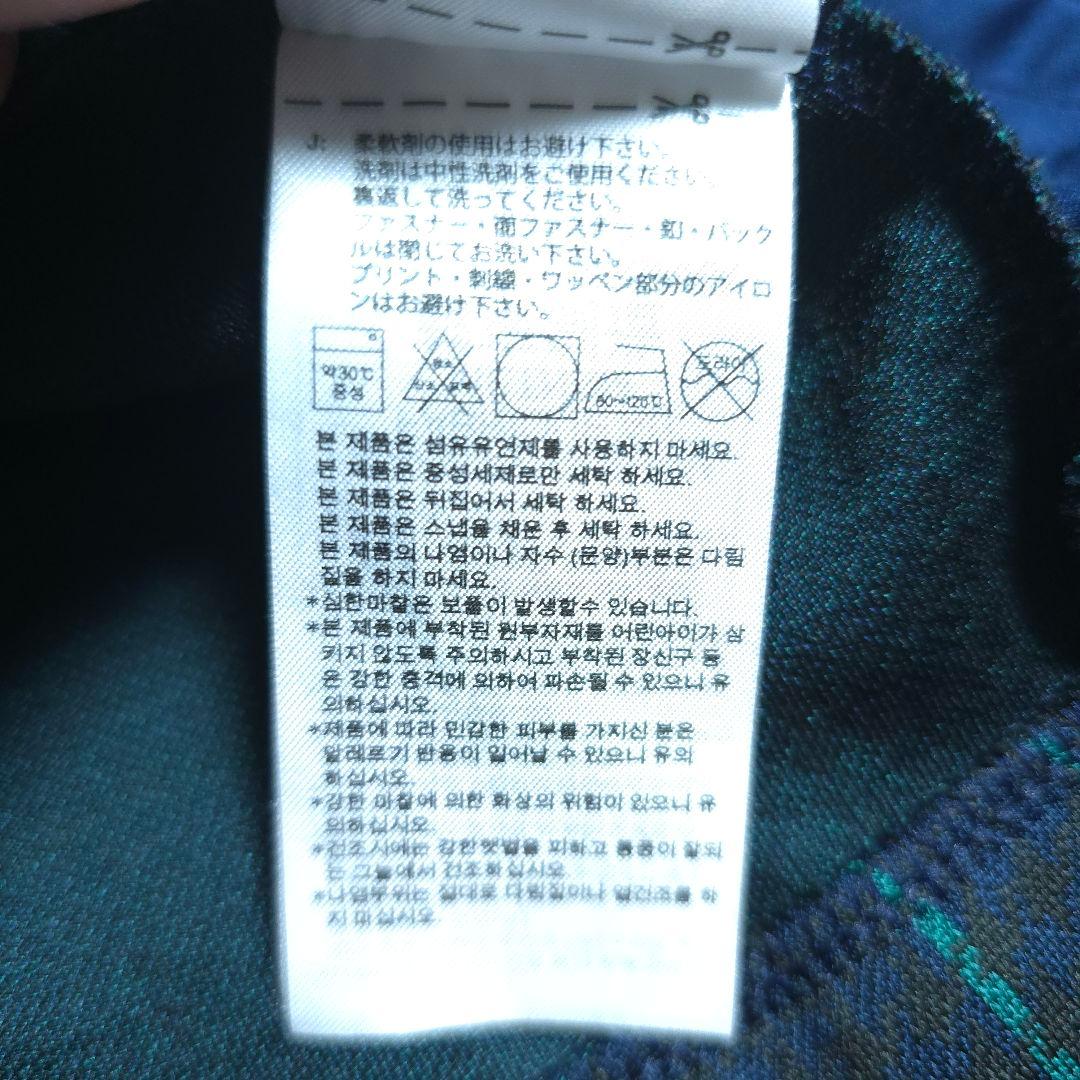 J: 柔軟剤の使用はお避け下さい。
洗剤は中性洗剤をご使用ください。
裏返して洗ってください。
ファスナー・面ファスナー・釦・バック
ルは閉じてお洗い下さい。
プリント・刺繍・ワッペン部分のアイロ
ンはお避け下さい。
약30℃
중성
염소
산소 표백
80~120℃
드라이
본 제품은 섬유유연제를 사용하지 마세요.
본 제품은 중성세제로만 세탁 하세요.
본 제품은 뒤집어서 세탁 하세요.
본 제품은 스냅을 채운 후 세탁 하세요.
본 제품의 나염이나 자수 (문양)부분은 다림
질을 하지 마세요.
*심한마찰은 보풀이 발생할수 있습니다.
*본 제품에 부착된 원부자재를 어린아이가 삼
키지 않도록 주의하시고 부착된 장신구 등
은 강한 충격에 의하여 파손될 수 있으니 유
의하십시오.
*제품에 따라 민감한 피부를 가지신 분은
알레르기 반응이 일어날 수 있으니 유의
하십시오.
*강한 마찰에 의한 화상의 위험이 있으니 유
의하십시오.
*건조시에는 강한햇볕을 피하고 통풍이 잘되
는 그늘에서 건조하십시오.
*나염부위는 절대로 다림질이나 열건조를 하
지 마십시오.